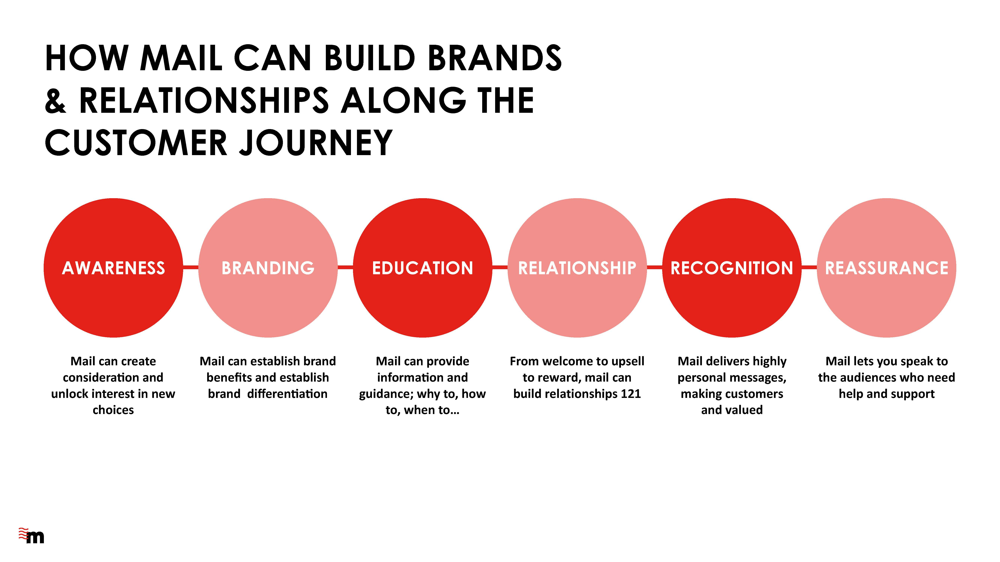 HOW MAIL CAN BUILD BRANDS
& RELATIONSHIPS ALONG THE
CUSTOMER JOURNEY
AWARENESS
BRANDING
EDUCATION
RELATIONSHIP
RECOGNITION
REASSURANCE
Mail can create
consideration and
unlock interest in new
choices
Mail can establish brand
benefits and establish
brand  differentiation
Mail can provide
information and
guidance; why to, how
to, when to...
From welcome to upsell
to reward, mail can
build relationships 121
Mail delivers highly
personal messages,
making customers
and valued
Mail lets you speak to
the audiences who need
help and support
m